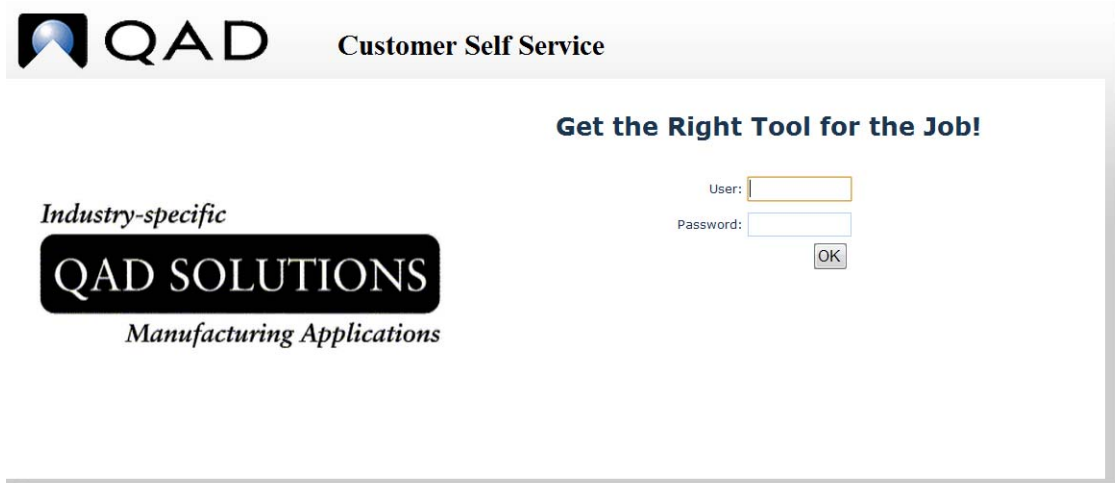 QAD
Customer Self Service
Get the Right Tool for the Job!
User:
Password:
OK
Industry-specific
QAD SOLUTIONS
Manufacturing Applications